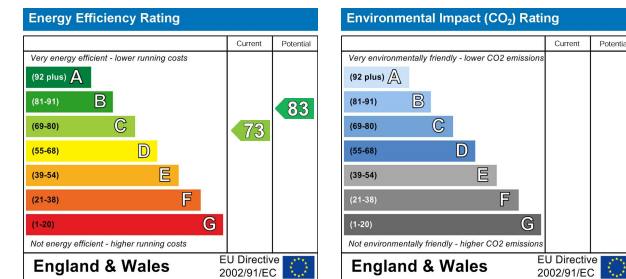 Energy Efficiency Rating
Current Potential
Very energy efficient - lower running costs
(92 plus) A
(81-91) B
(69-80) C
(55-68) D
(39-54) E
(21-38) F
(1-20) G
73
83
Not energy efficient - higher running costs
England & Wales
EU Directive
2002/91/EC
Environmental Impact (CO2) Rating
Current Potential
Very environmentally friendly - lower CO2 emissions
(92 plus) A
(81-91) B
(69-80) C
(55-68) D
(39-54) E
(21-38) F
(1-20) G
Not environmentally friendly - higher CO2 emissions
England & Wales
EU Directive
2002/91/EC